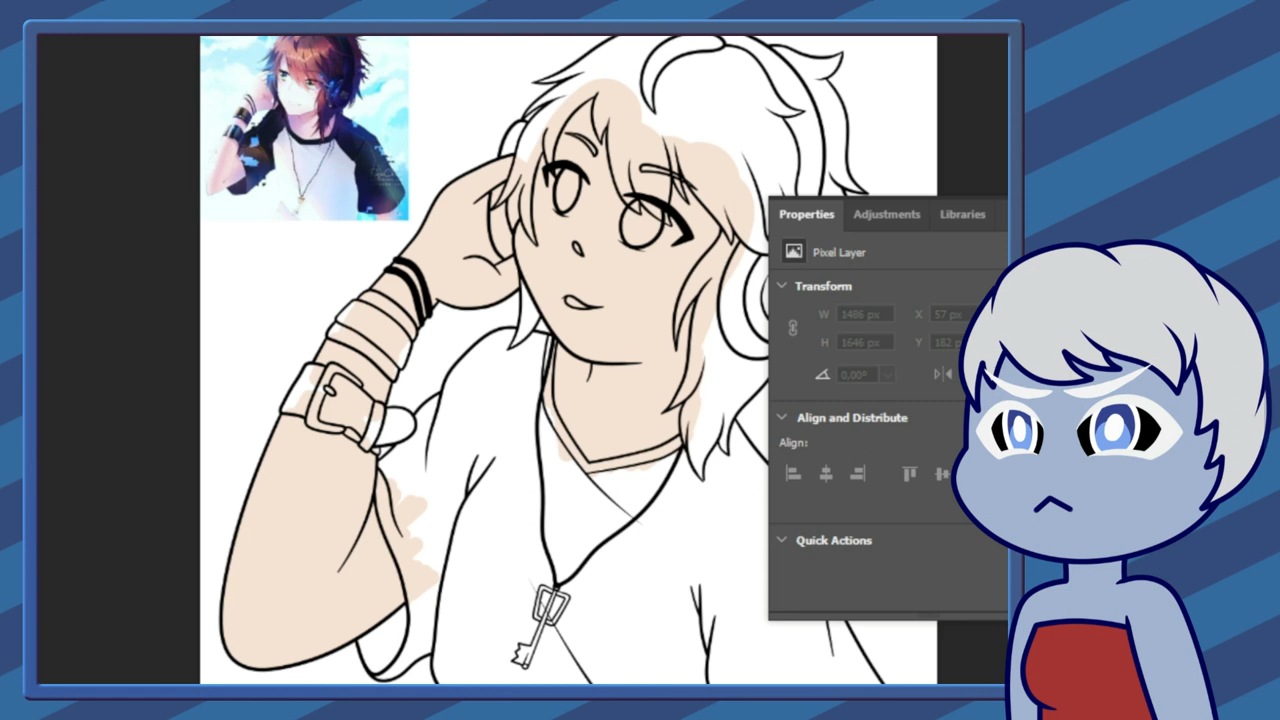 Properties Adjustments Libraries
Pixel Layer
Transform
W 1486 px X 57 px
H 1646 px Y 182 p
0.00°
Align and Distribute
Align:
Quick Actions